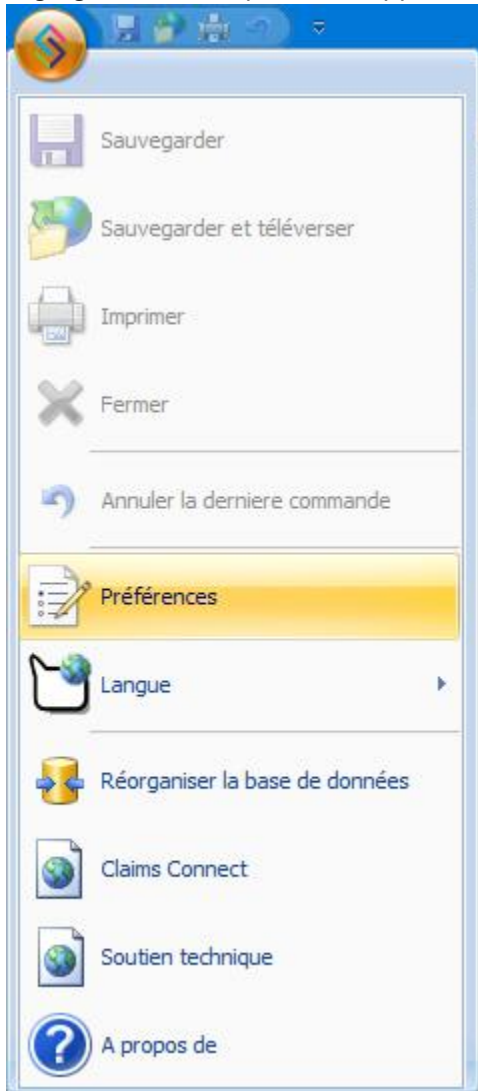 Sauvegarder
Sauvegarder et téléverser
Imprimer
Fermer
Annuler la derniere commande
Préférences
Langue
Réorganiser la base de données
Claims Connect
Soutien technique
A propos de